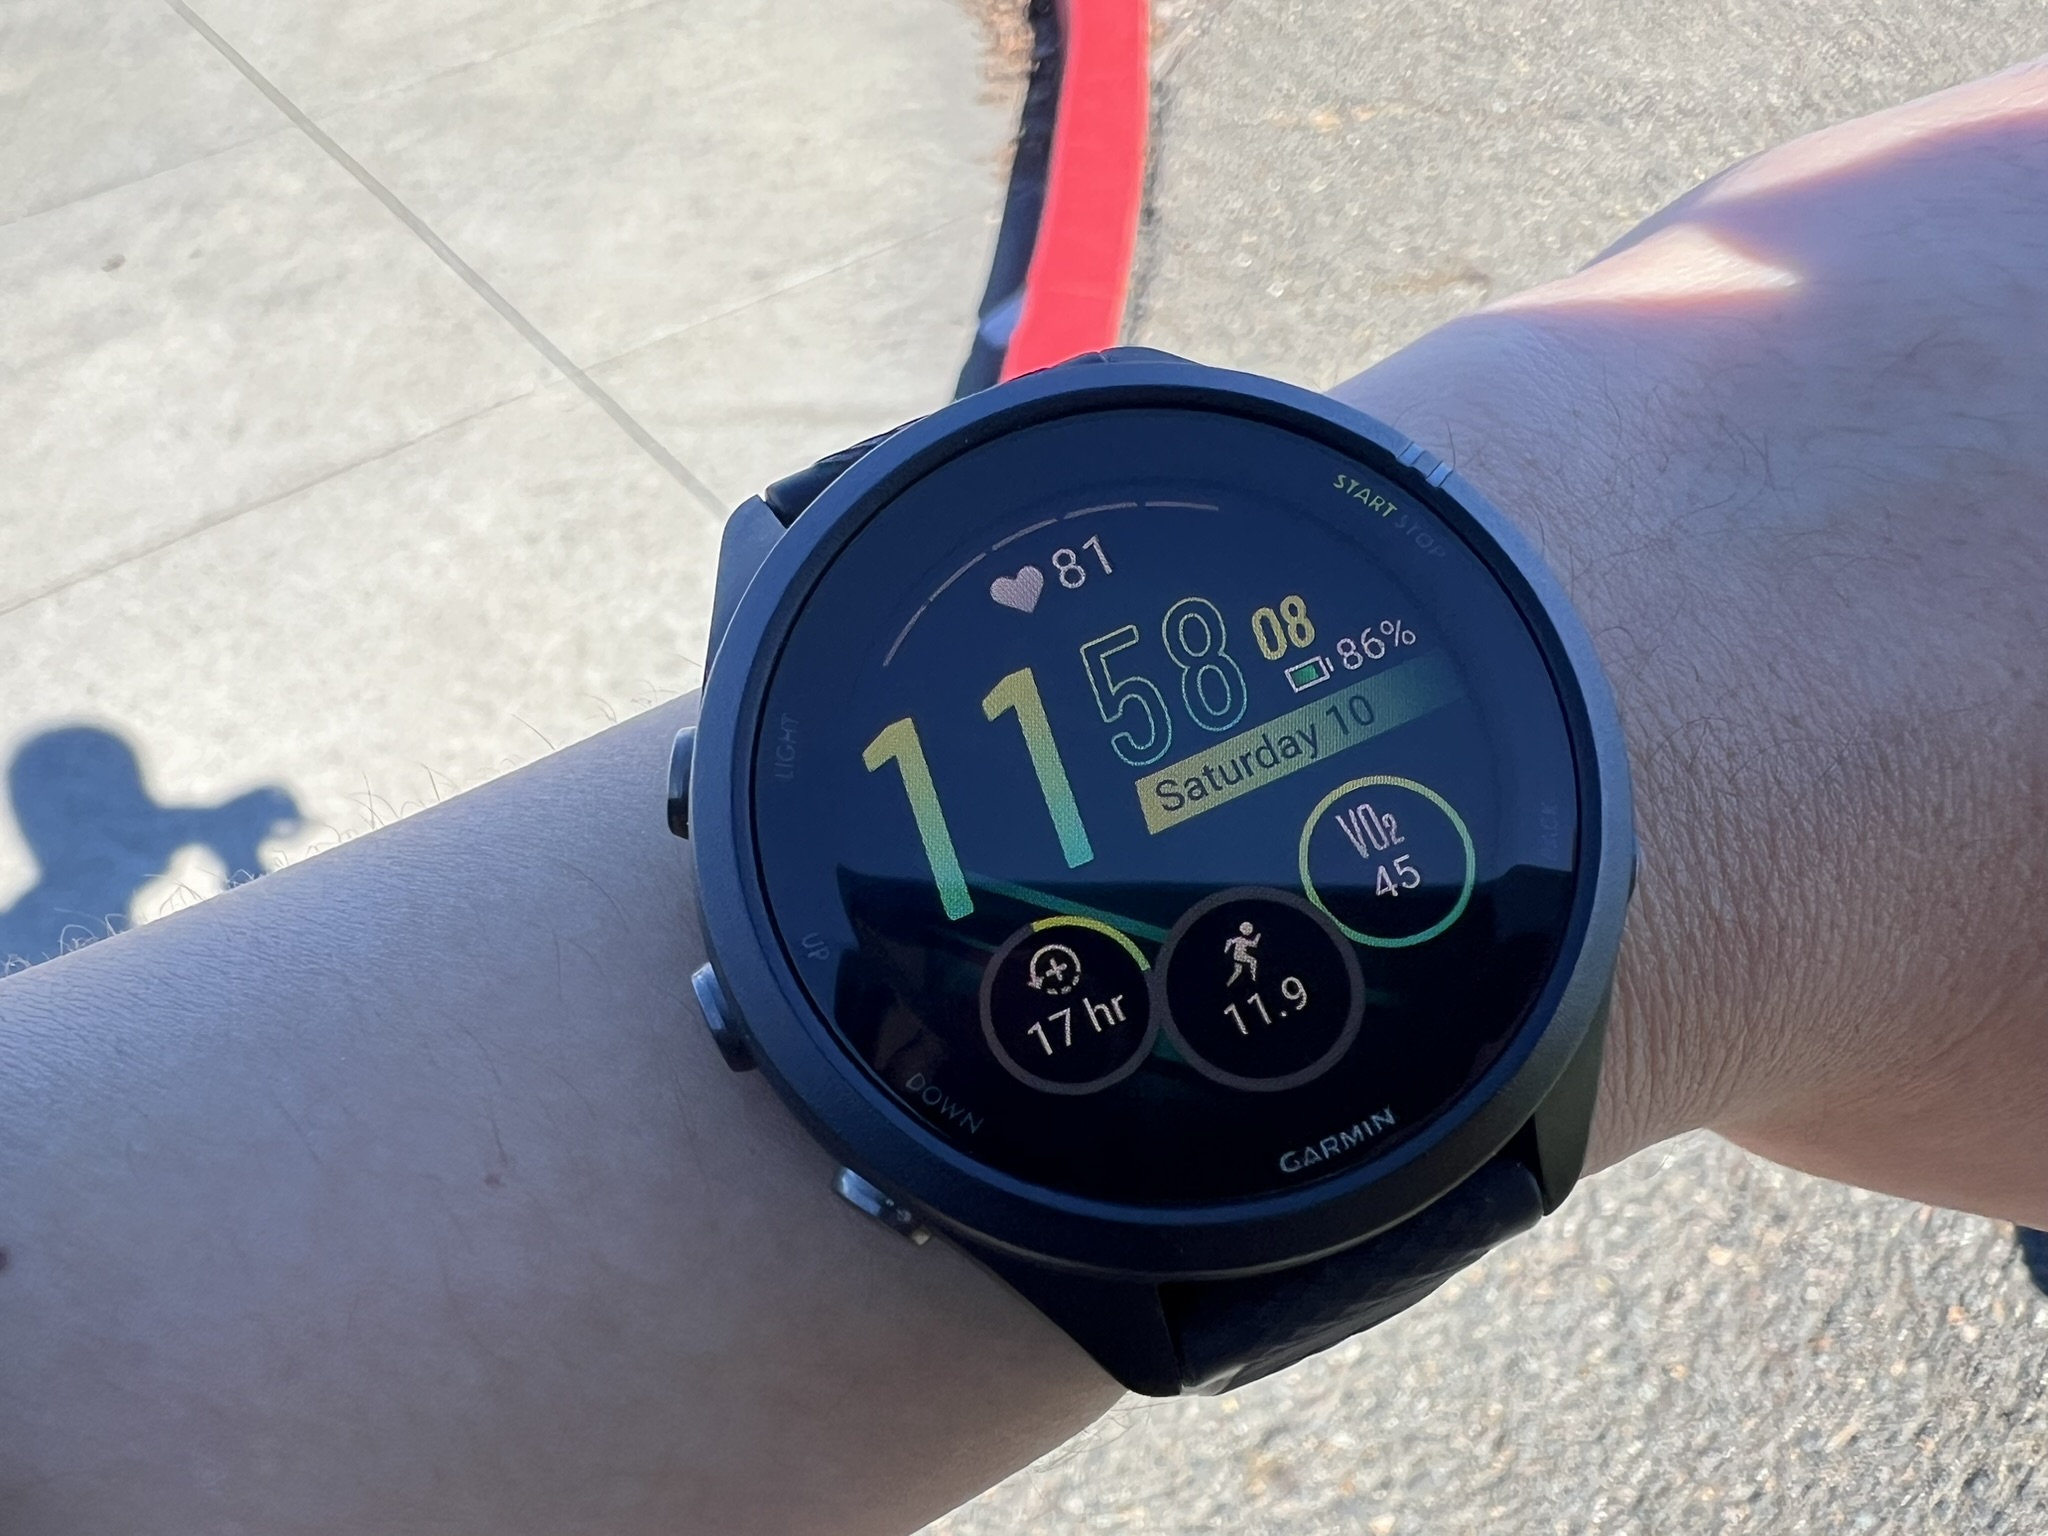 START STOP
81
11 58 08
86%
Saturday 10
LIGHT
BACK
VO2
45
UP
17 hr
11.9
DOWN
GARMIN